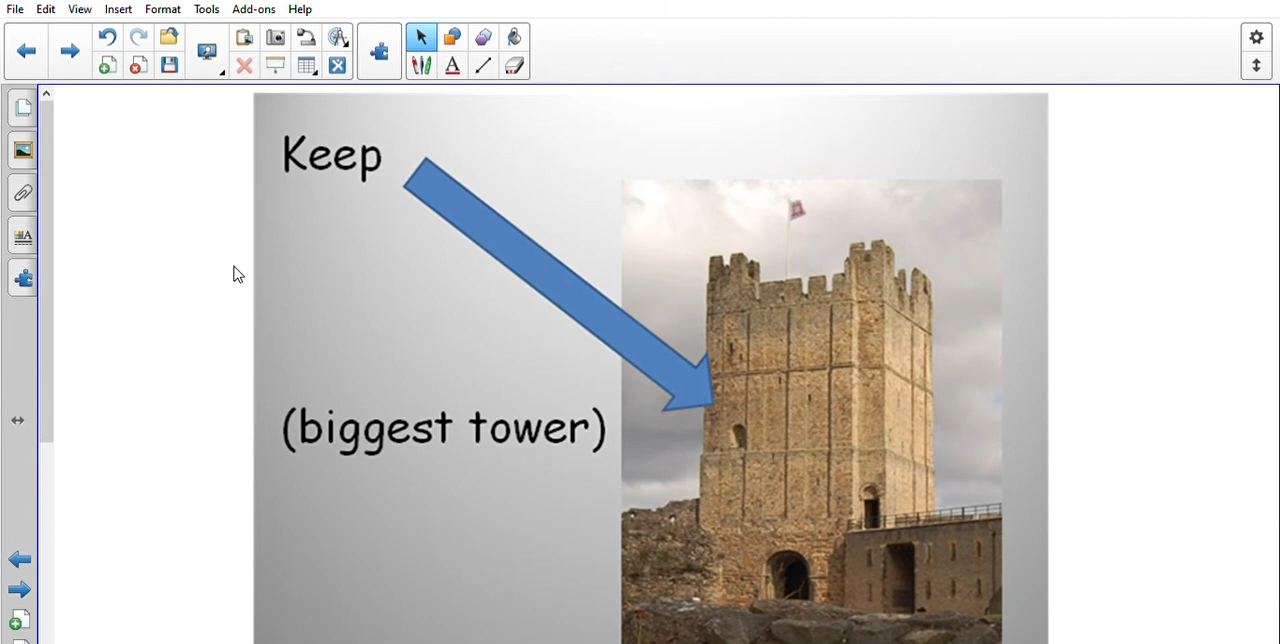 File Edit View Insert Format Tools Add-ons Help
Keep
(biggest tower)